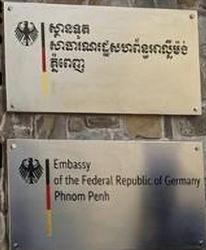 ស្ថានទូត
សាធារណរដ្ឋសហព័ន្ធអាល្លឺម៉ង់
ភ្នំពេញ
Embassy
of the Federal Republic of Germany
Phnom Penh